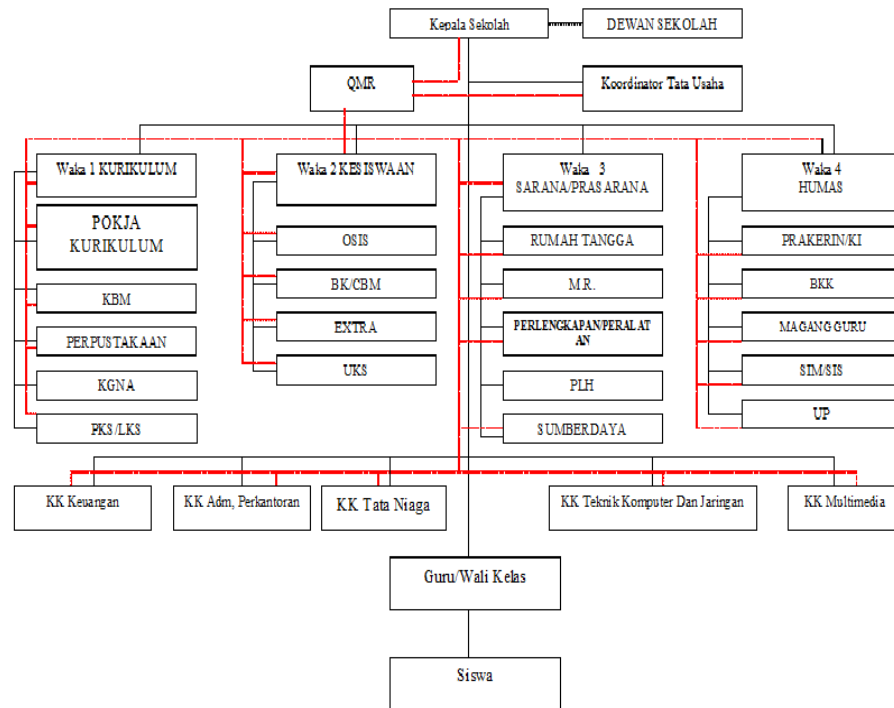 Kepala Sekolah
DEWAN SEKOLAH
QMR
Koordinator Tata Usaha
Waka 1 KURIKULUM
Waka 2 KESISWAAN
Waka 3
SARANA/PRASARANA
Waka 4
HUMAS
POKJA
KURIKULUM
OSIS
RUMAH TANGGA
PRAKERIN/KI
KBM
BK/CBM
M.R.
BKK
PERPUSTAKAAN
EXTRA
PERLENGKAPAN/PERALAT
AN
MAGANG GURU
KGNA
UKS
PLH
SIM/SIS
PKS/LKS
SUMBERDAYA
UP
KK Keuangan
KK Adm, Perkantoran
KK Tata Niaga
KK Teknik Komputer Dan Jaringan
KK Multimedia
Guru/Wali Kelas
Siswa